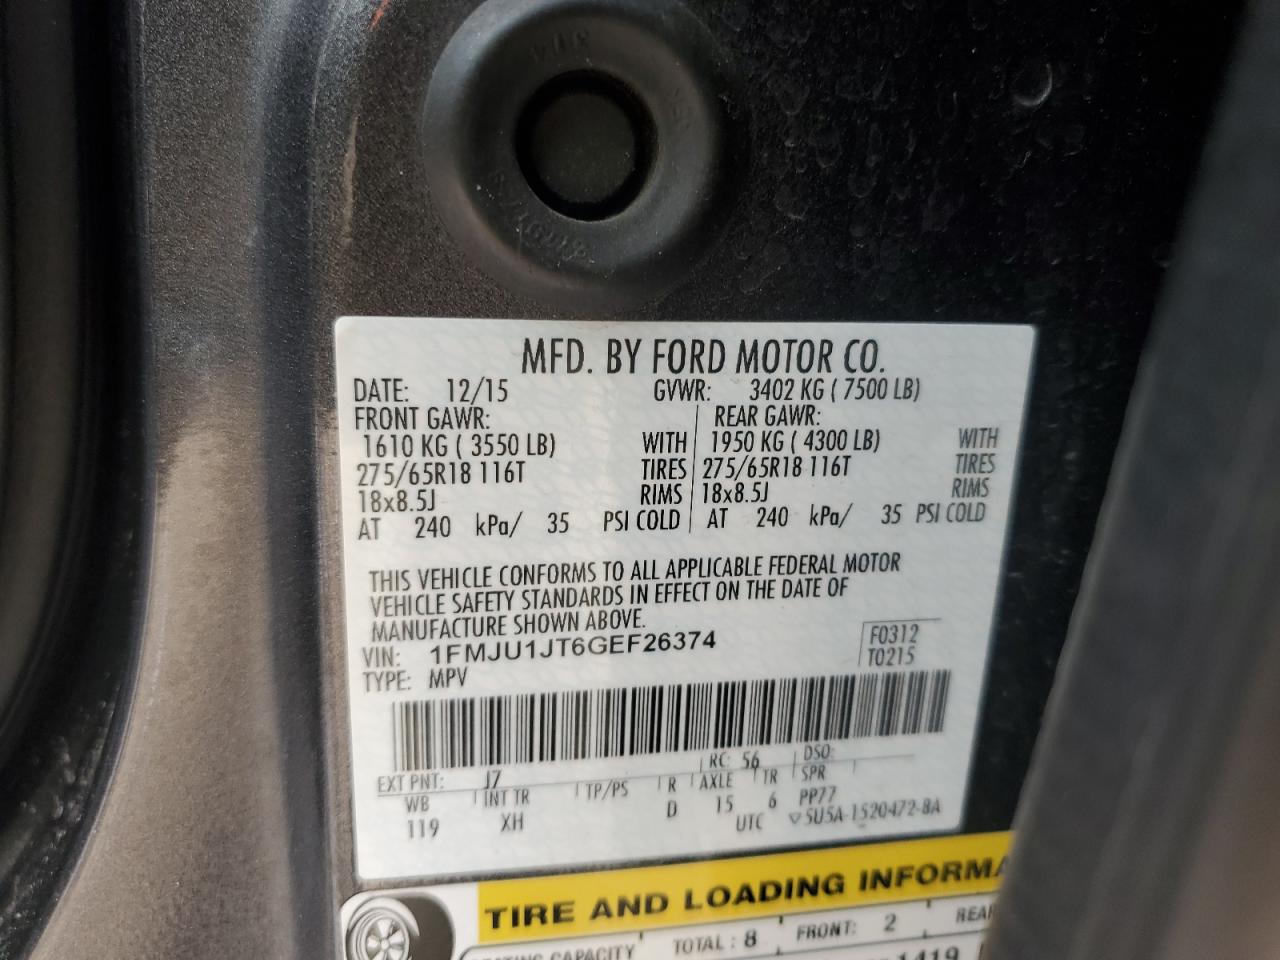 MFD. BY FORD MOTOR CO.
DATE: 12/15 GVWR: 3402 KG ( 7500 LB)
FRONT GAWR: REAR GAWR:
1610 KG ( 3550 LB) WITH 1950 KG ( 4300 LB) WITH
275/65R18 116T TIRES 275/65R18 116T TIRES
18x8.5J RIMS 18x8.5J RIMS
AT 240 kPa/ 35 PSI COLD AT 240 kPa/ 35 PSI COLD
THIS VEHICLE CONFORMS TO ALL APPLICABLE FEDERAL MOTOR
VEHICLE SAFETY STANDARDS IN EFFECT ON THE DATE OF
MANUFACTURE SHOWN ABOVE.
VIN: 1FMJU1JT6GEF26374 F0312
TYPE: MPV T0215
EXT PNT: J7 RC: 56 DSO:
WB INT TR TP/PS R AXLE TR SPR
119 XH D 15 6 PP77
UTC ▽5U5A-1520472-BA
TIRE AND LOADING INFORMA
CAPACITY TOTAL : 8 FRONT: 2 REAR
1419